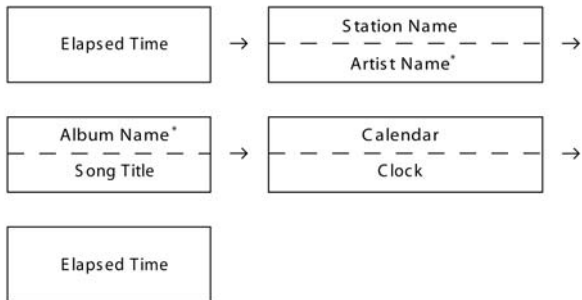 Elapsed Time
→
Station Name
Artist Name*
→
Album Name*
Song Title
→
Calendar
Clock
→
Elapsed Time